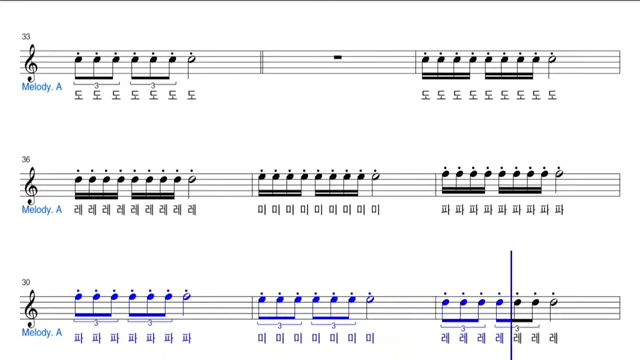 33
3 3
Melody. A 도 도 도 도 도 도 도 도 도 도 도 도 도 도 도 도
36
Melody. A 레 레 레 레 레 레 레 레 레 미 미 미 미 미 미 미 미 미 파 파 파 파 파 파 파 파 파
30
3 3 3 3 3 3
Melody. A 파 파 파 파 파 파 파 미 미 미 미 미 미 미 레 레 레 레 레 레 레